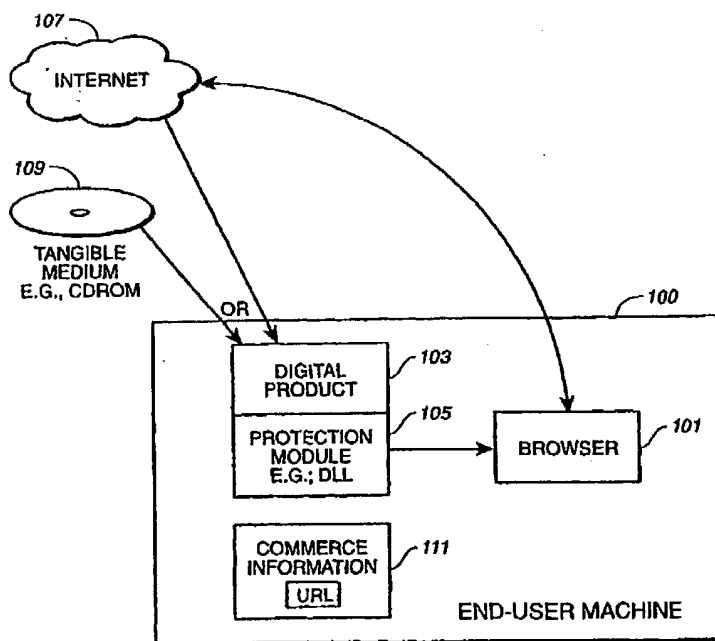 107
INTERNET
109
TANGIBLE
MEDIUM
E.G., CDROM
OR
100
DIGITAL
PRODUCT
103
PROTECTION
MODULE
E.G.; DLL
105
BROWSER
101
COMMERCE
INFORMATION
URL
111
END-USER MACHINE